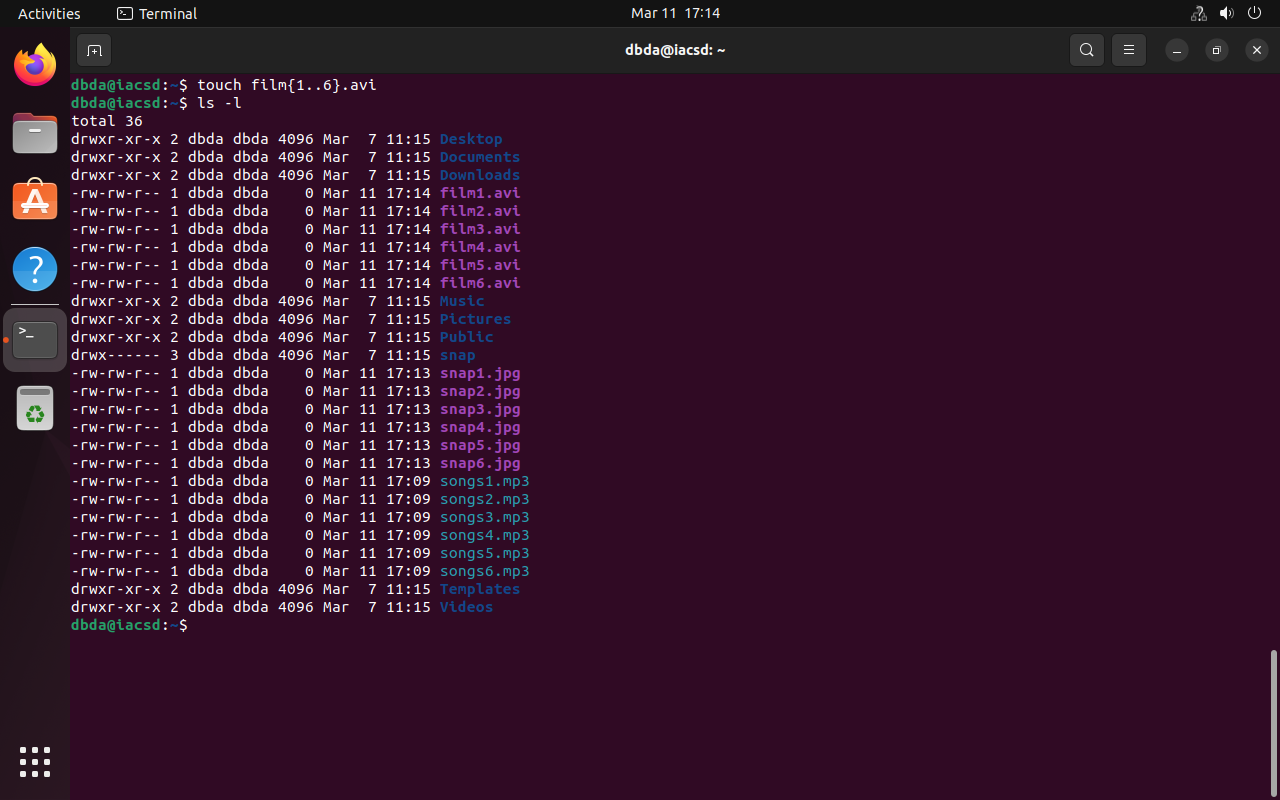 Activities Terminal Mar 11 17:14
dbda@iacsd: ~
dbda@iacsd:~$ touch film{1..6}.avi
dbda@iacsd:~$ ls -l
total 36
drwxr-xr-x 2 dbda dbda 4096 Mar  7 11:15 Desktop
drwxr-xr-x 2 dbda dbda 4096 Mar  7 11:15 Documents
drwxr-xr-x 2 dbda dbda 4096 Mar  7 11:15 Downloads
-rw-rw-r-- 1 dbda dbda    0 Mar 11 17:14 film1.avi
-rw-rw-r-- 1 dbda dbda    0 Mar 11 17:14 film2.avi
-rw-rw-r-- 1 dbda dbda    0 Mar 11 17:14 film3.avi
-rw-rw-r-- 1 dbda dbda    0 Mar 11 17:14 film4.avi
-rw-rw-r-- 1 dbda dbda    0 Mar 11 17:14 film5.avi
-rw-rw-r-- 1 dbda dbda    0 Mar 11 17:14 film6.avi
drwxr-xr-x 2 dbda dbda 4096 Mar  7 11:15 Music
drwxr-xr-x 2 dbda dbda 4096 Mar  7 11:15 Pictures
drwxr-xr-x 2 dbda dbda 4096 Mar  7 11:15 Public
drwx------ 3 dbda dbda 4096 Mar  7 11:15 snap
-rw-rw-r-- 1 dbda dbda    0 Mar 11 17:13 snap1.jpg
-rw-rw-r-- 1 dbda dbda    0 Mar 11 17:13 snap2.jpg
-rw-rw-r-- 1 dbda dbda    0 Mar 11 17:13 snap3.jpg
-rw-rw-r-- 1 dbda dbda    0 Mar 11 17:13 snap4.jpg
-rw-rw-r-- 1 dbda dbda    0 Mar 11 17:13 snap5.jpg
-rw-rw-r-- 1 dbda dbda    0 Mar 11 17:13 snap6.jpg
-rw-rw-r-- 1 dbda dbda    0 Mar 11 17:09 songs1.mp3
-rw-rw-r-- 1 dbda dbda    0 Mar 11 17:09 songs2.mp3
-rw-rw-r-- 1 dbda dbda    0 Mar 11 17:09 songs3.mp3
-rw-rw-r-- 1 dbda dbda    0 Mar 11 17:09 songs4.mp3
-rw-rw-r-- 1 dbda dbda    0 Mar 11 17:09 songs5.mp3
-rw-rw-r-- 1 dbda dbda    0 Mar 11 17:09 songs6.mp3
drwxr-xr-x 2 dbda dbda 4096 Mar  7 11:15 Templates
drwxr-xr-x 2 dbda dbda 4096 Mar  7 11:15 Videos
dbda@iacsd:~$